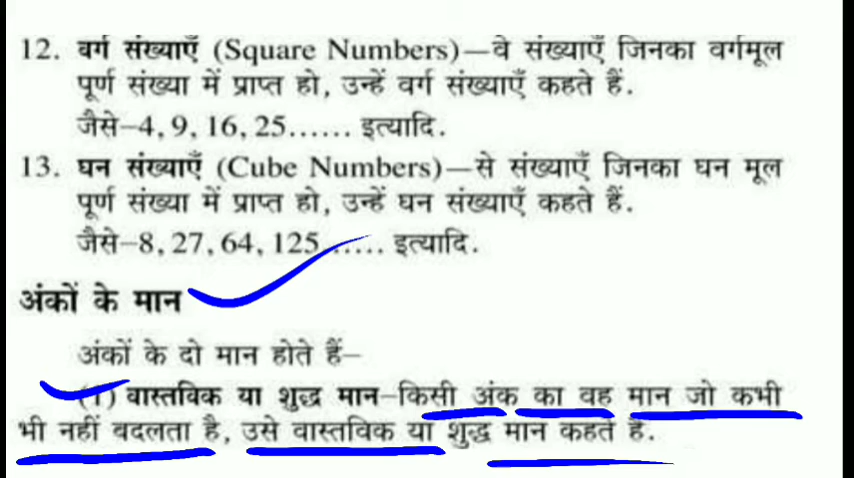 12. वर्ग संख्याएँ (Square Numbers)—वे संख्याएँ जिनका वर्गमूल
पूर्ण संख्या में प्राप्त हो, उन्हें वर्ग संख्याएँ कहते हैं.
जैसे–4, 9, 16, 25...... इत्यादि.
13. घन संख्याएँ (Cube Numbers)—से संख्याएँ जिनका घन मूल
पूर्ण संख्या में प्राप्त हो, उन्हें घन संख्याएँ कहते हैं.
जैसे–8, 27, 64, 125...... इत्यादि.
अंकों के मान
अंकों के दो मान होते हैं–
(1) वास्तविक या शुद्ध मान–किसी अंक का वह मान जो कभी
भी नहीं बदलता है, उसे वास्तविक या शुद्ध मान कहते हैं.